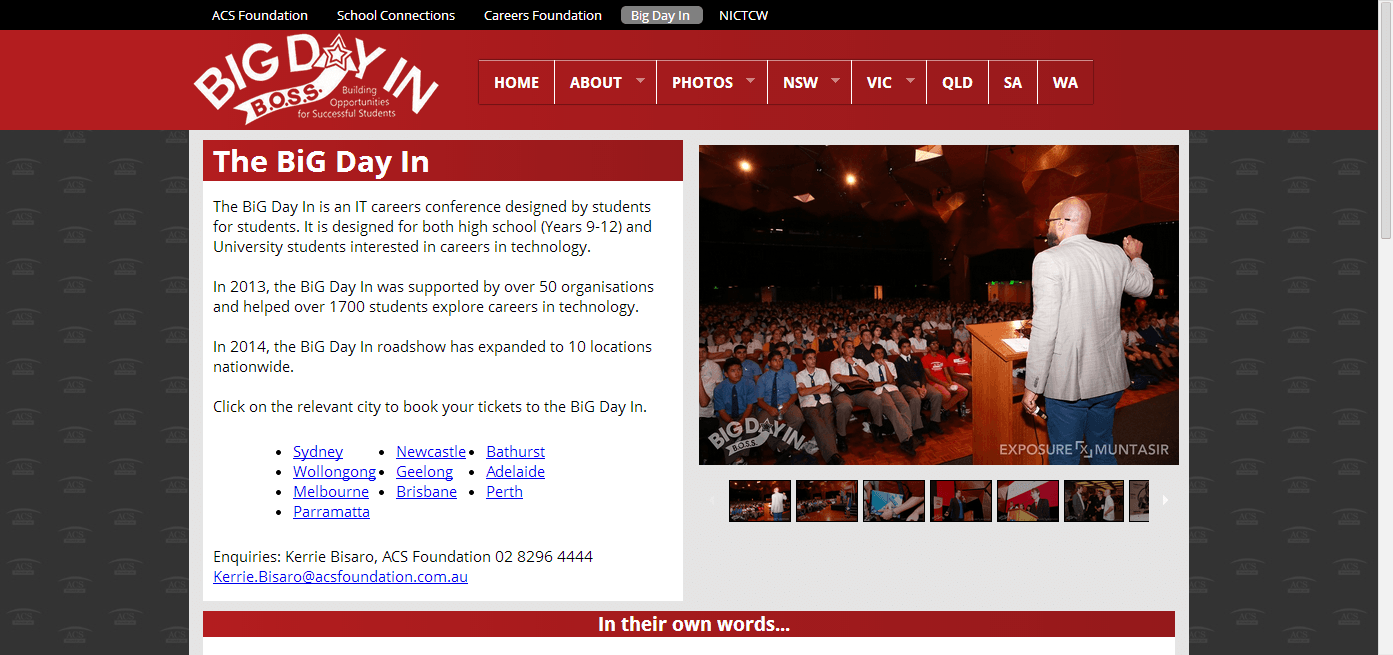 ACS Foundation School Connections Careers Foundation Big Day In NICTCW
BIG DAY IN
B.O.S.S.
Building
Opportunities
for Successful Students
HOME ABOUT PHOTOS NSW VIC QLD SA WA
The BiG Day In
The BiG Day In is an IT careers conference designed by students
for students. It is designed for both high school (Years 9-12) and
University students interested in careers in technology.
In 2013, the BiG Day In was supported by over 50 organisations
and helped over 1700 students explore careers in technology.
In 2014, the BiG Day In roadshow has expanded to 10 locations
nationwide.
Click on the relevant city to book your tickets to the BiG Day In.
Sydney Newcastle Bathurst
Wollongong Geelong Adelaide
Melbourne Brisbane Perth
Parramatta
Enquiries: Kerrie Bisaro, ACS Foundation 02 8296 4444
Kerrie.Bisaro@acsfoundation.com.au
BIG DAY IN
B.O.S.S.
EXPOSURE X MUNTASIR
In their own words...
ACS